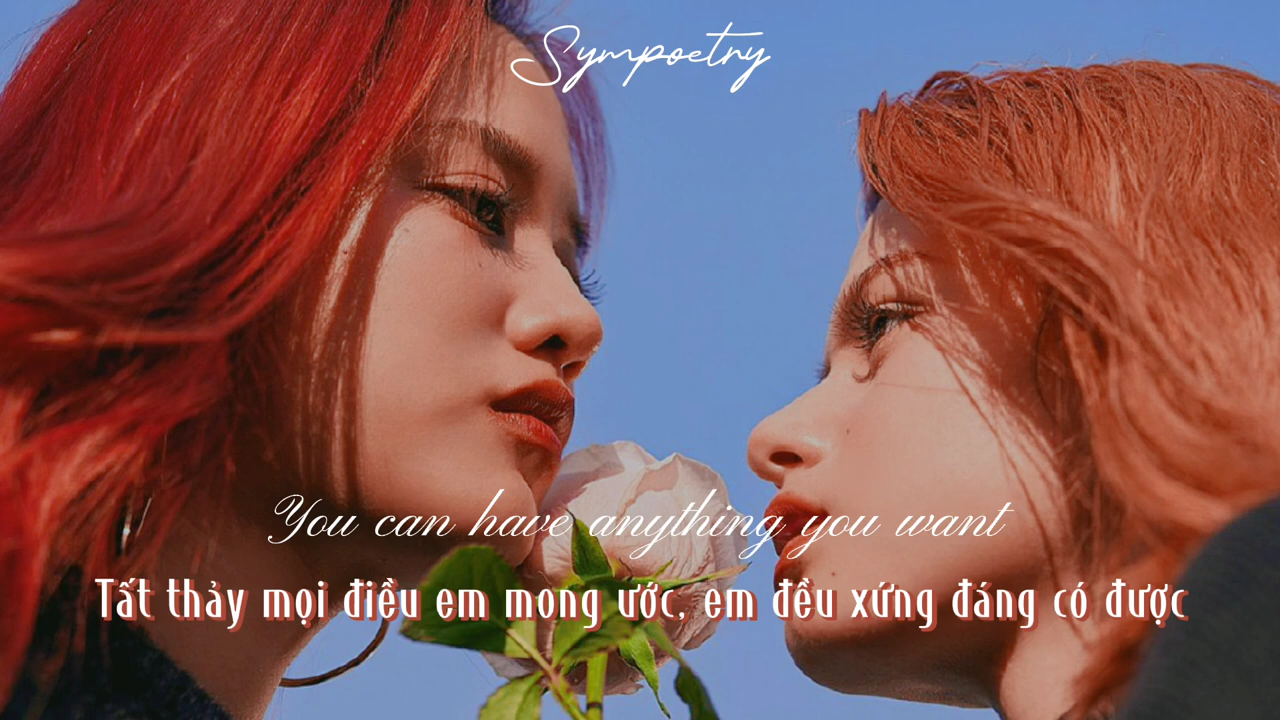 Sympoetry
You can have anything you want
Tất thảy mọi điều em mong ước, em đều xứng đáng có được